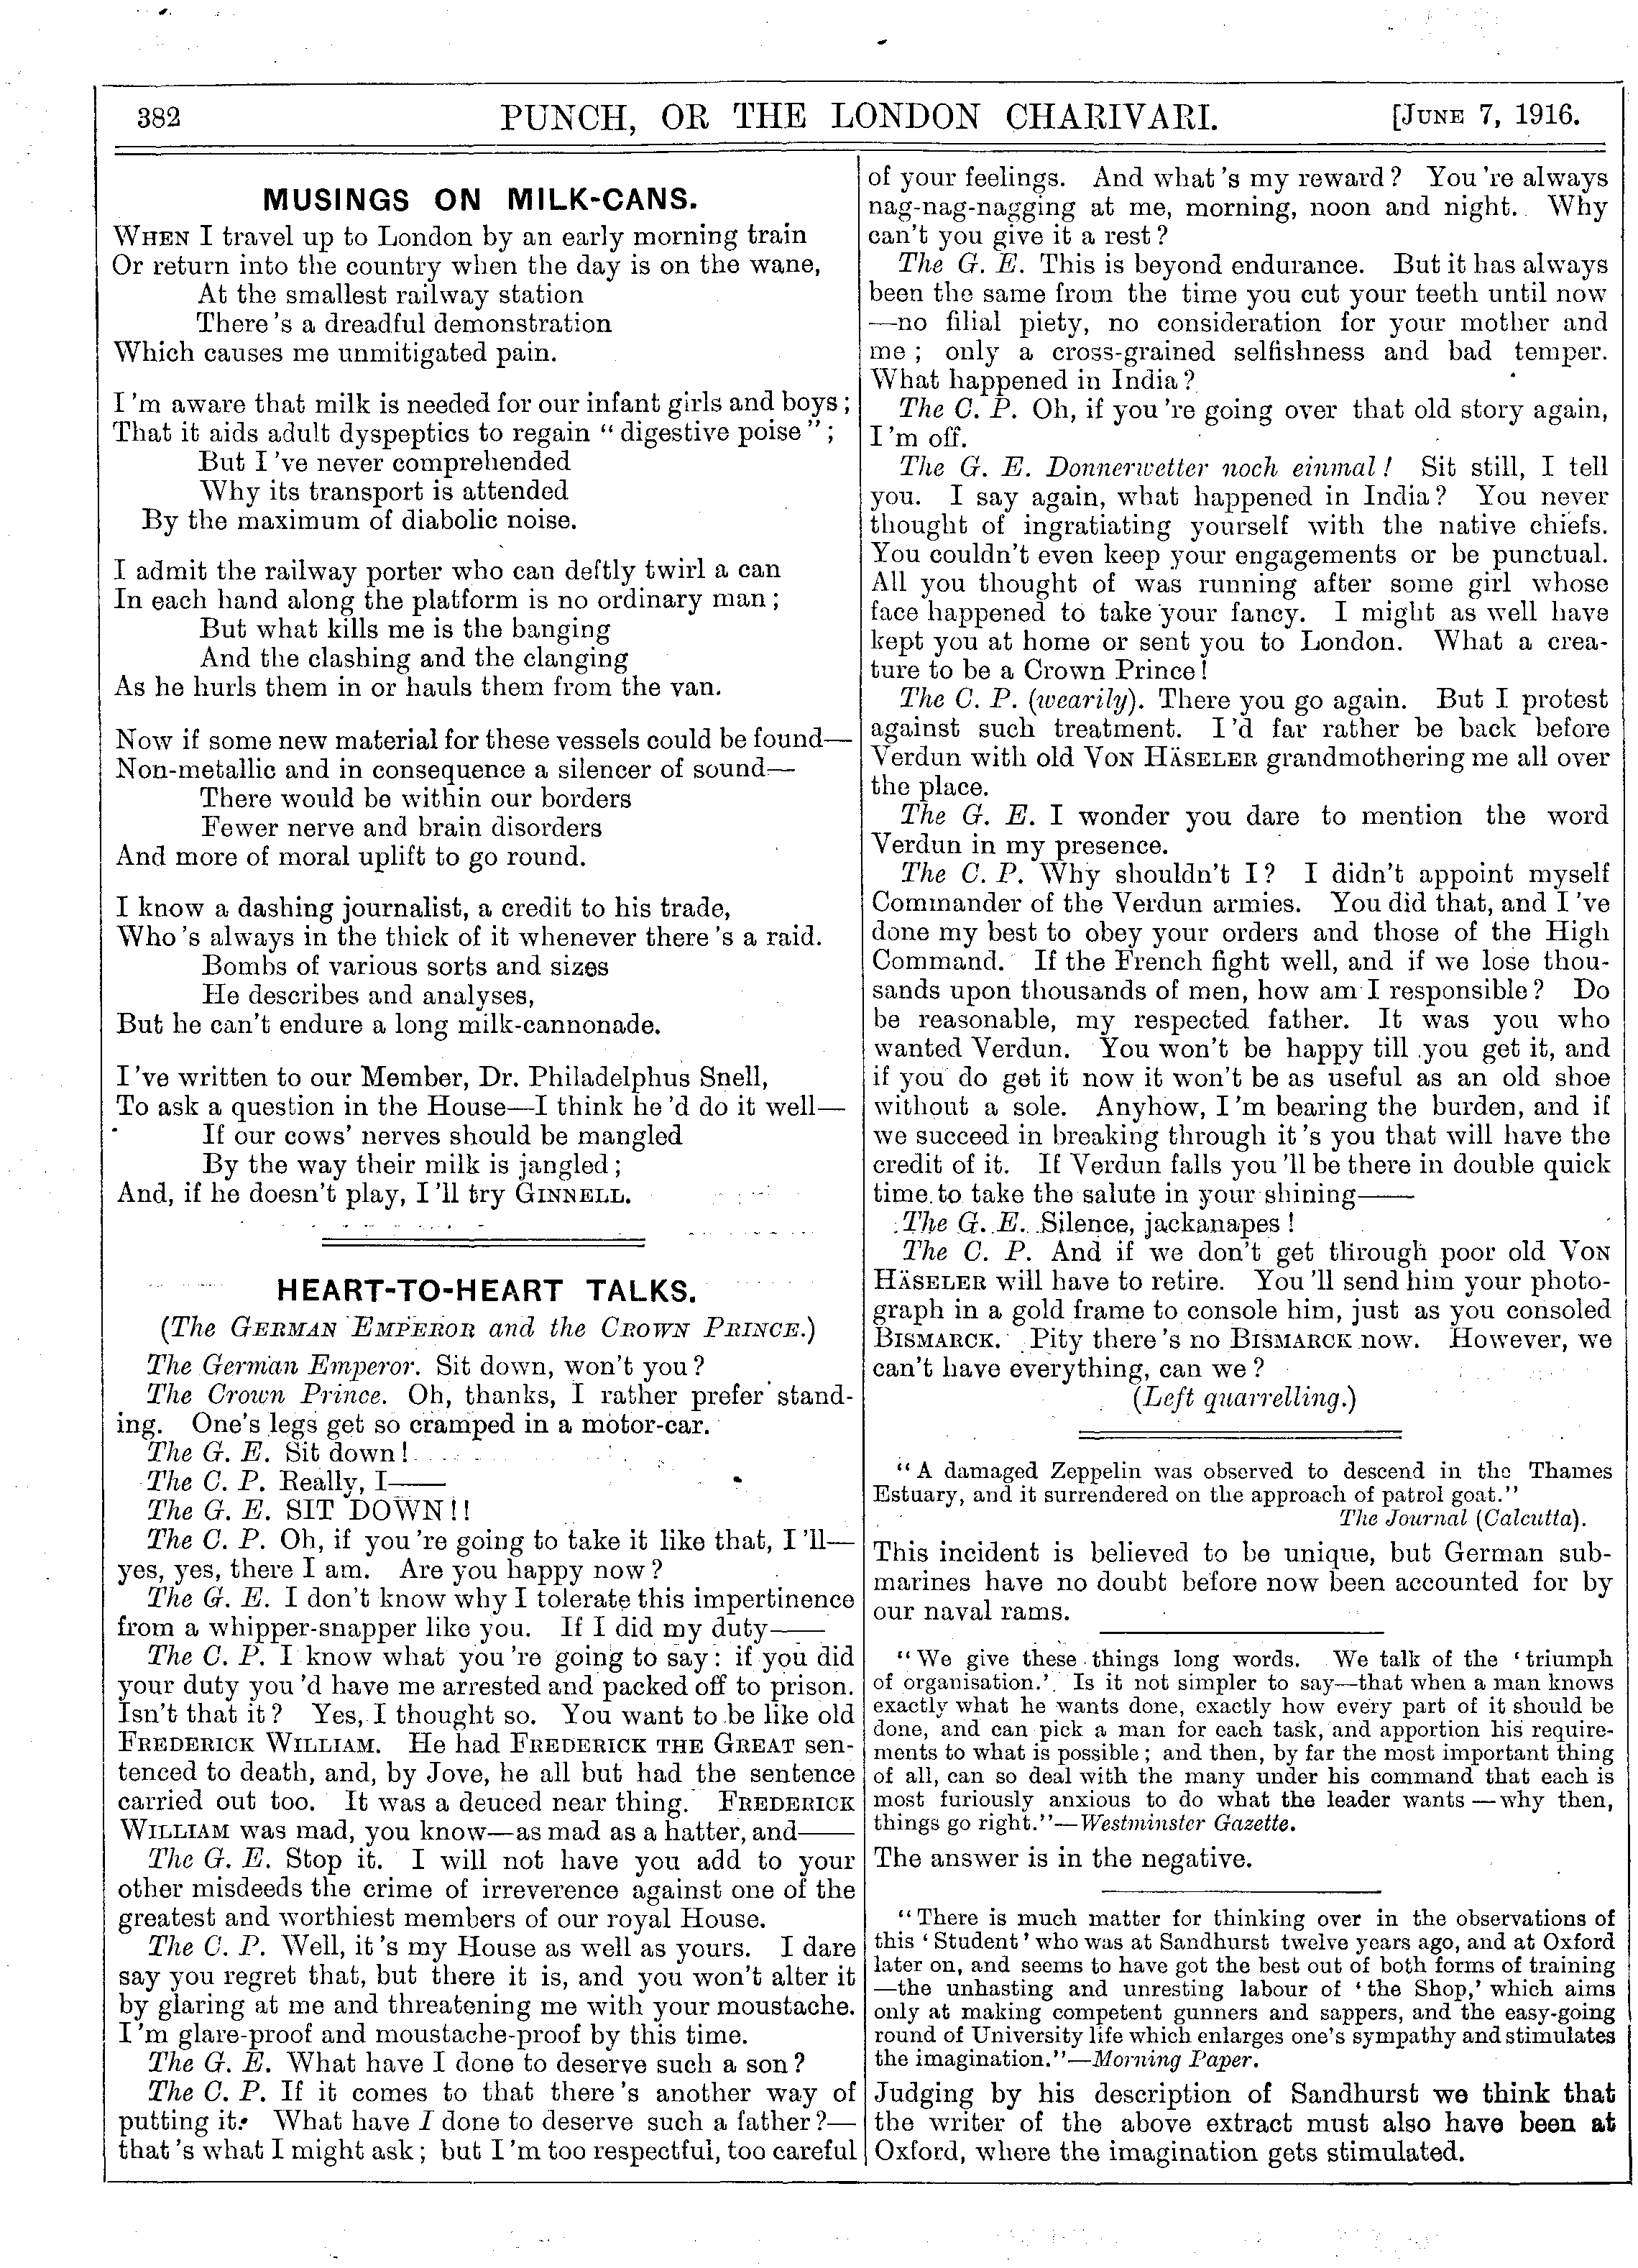 382 PUNCH, OR THE LONDON CHARIVARI. [JUNE 7, 1916.
MUSINGS ON MILK-CANS.
WHEN I travel up to London by an early morning train
Or return into the country when the day is on the wane,
At the smallest railway station
There's a dreadful demonstration
Which causes me unmitigated pain.
I'm aware that milk is needed for our infant girls and boys;
That it aids adult dyspeptics to regain "digestive poise";
But I've never comprehended
Why its transport is attended
By the maximum of diabolic noise.
I admit the railway porter who can deftly twirl a can
In each hand along the platform is no ordinary man;
But what kills me is the banging
And the clashing and the clanging
As he hurls them in or hauls them from the van.
Now if some new material for these vessels could be found—
Non-metallic and in consequence a silencer of sound—
There would be within our borders
Fewer nerve and brain disorders
And more of moral uplift to go round.
I know a dashing journalist, a credit to his trade,
Who's always in the thick of it whenever there's a raid.
Bombs of various sorts and sizes
He describes and analyses,
But he can't endure a long milk-cannonade.
I've written to our Member, Dr. Philadelphus Snell,
To ask a question in the House—I think he'd do it well—
If our cows' nerves should be mangled
By the way their milk is jangled;
And, if he doesn't play, I'll try GINNELL.
HEART-TO-HEART TALKS.
(The GERMAN EMPEROR and the CROWN PRINCE.)
The German Emperor. Sit down, won't you?
The Crown Prince. Oh, thanks, I rather prefer stand-
ing. One's legs get so cramped in a motor-car.
The G. E. Sit down!
The C. P. Really, I——
The G. E. SIT DOWN!!
The C. P. Oh, if you're going to take it like that, I'll—
yes, yes, there I am. Are you happy now?
The G. E. I don't know why I tolerate this impertinence
from a whipper-snapper like you. If I did my duty——
The C. P. I know what you're going to say: if you did
your duty you'd have me arrested and packed off to prison.
Isn't that it? Yes, I thought so. You want to be like old
FREDERICK WILLIAM. He had FREDERICK THE GREAT sen-
tenced to death, and, by Jove, he all but had the sentence
carried out too. It was a deuced near thing. FREDERICK
WILLIAM was mad, you know—as mad as a hatter, and——
The G. E. Stop it. I will not have you add to your
other misdeeds the crime of irreverence against one of the
greatest and worthiest members of our royal House.
The C. P. Well, it's my House as well as yours. I dare
say you regret that, but there it is, and you won't alter it
by glaring at me and threatening me with your moustache.
I'm glare-proof and moustache-proof by this time.
The G. E. What have I done to deserve such a son?
The C. P. If it comes to that there's another way of
putting it: What have I done to deserve such a father?—
that's what I might ask; but I'm too respectful, too careful
of your feelings. And what's my reward? You're always
nag-nag-nagging at me, morning, noon and night. Why
can't you give it a rest?
The G. E. This is beyond endurance. But it has always
been the same from the time you cut your teeth until now
—no filial piety, no consideration for your mother and
me; only a cross-grained selfishness and bad temper.
What happened in India?
The C. P. Oh, if you're going over that old story again,
I'm off.
The G. E. Donnerwetter noch einmal! Sit still, I tell
you. I say again, what happened in India? You never
thought of ingratiating yourself with the native chiefs.
You couldn't even keep your engagements or be punctual.
All you thought of was running after some girl whose
face happened to take your fancy. I might as well have
kept you at home or sent you to London. What a crea-
ture to be a Crown Prince!
The C. P. (wearily). There you go again. But I protest
against such treatment. I'd far rather be back before
Verdun with old VON HÄSELER grandmothering me all over
the place.
The G. E. I wonder you dare to mention the word
Verdun in my presence.
The C. P. Why shouldn't I? I didn't appoint myself
Commander of the Verdun armies. You did that, and I've
done my best to obey your orders and those of the High
Command. If the French fight well, and if we lose thou-
sands upon thousands of men, how am I responsible? Do
be reasonable, my respected father. It was you who
wanted Verdun. You won't be happy till you get it, and
if you do get it now it won't be as useful as an old shoe
without a sole. Anyhow, I'm bearing the burden, and if
we succeed in breaking through it's you that will have the
credit of it. If Verdun falls you'll be there in double quick
time to take the salute in your shining——
The G. E. Silence, jackanapes!
The C. P. And if we don't get through poor old VON
HÄSELER will have to retire. You'll send him your photo-
graph in a gold frame to console him, just as you consoled
BISMARCK. Pity there's no BISMARCK now. However, we
can't have everything, can we?
(Left quarrelling.)
"A damaged Zeppelin was observed to descend in the Thames
Estuary, and it surrendered on the approach of patrol goat."
The Journal (Calcutta).
This incident is believed to be unique, but German sub-
marines have no doubt before now been accounted for by
our naval rams.
"We give these things long words. We talk of the 'triumph
of organisation.' Is it not simpler to say—that when a man knows
exactly what he wants done, exactly how every part of it should be
done, and can pick a man for each task, and apportion his require-
ments to what is possible; and then, by far the most important thing
of all, can so deal with the many under his command that each is
most furiously anxious to do what the leader wants—why then,
things go right."—Westminster Gazette.
The answer is in the negative.
"There is much matter for thinking over in the observations of
this 'Student' who was at Sandhurst twelve years ago, and at Oxford
later on, and seems to have got the best out of both forms of training
—the unhasting and unresting labour of 'the Shop,' which aims
only at making competent gunners and sappers, and the easy-going
round of University life which enlarges one's sympathy and stimulates
the imagination."—Morning Paper.
Judging by his description of Sandhurst we think that
the writer of the above extract must also have been at
Oxford, where the imagination gets stimulated.